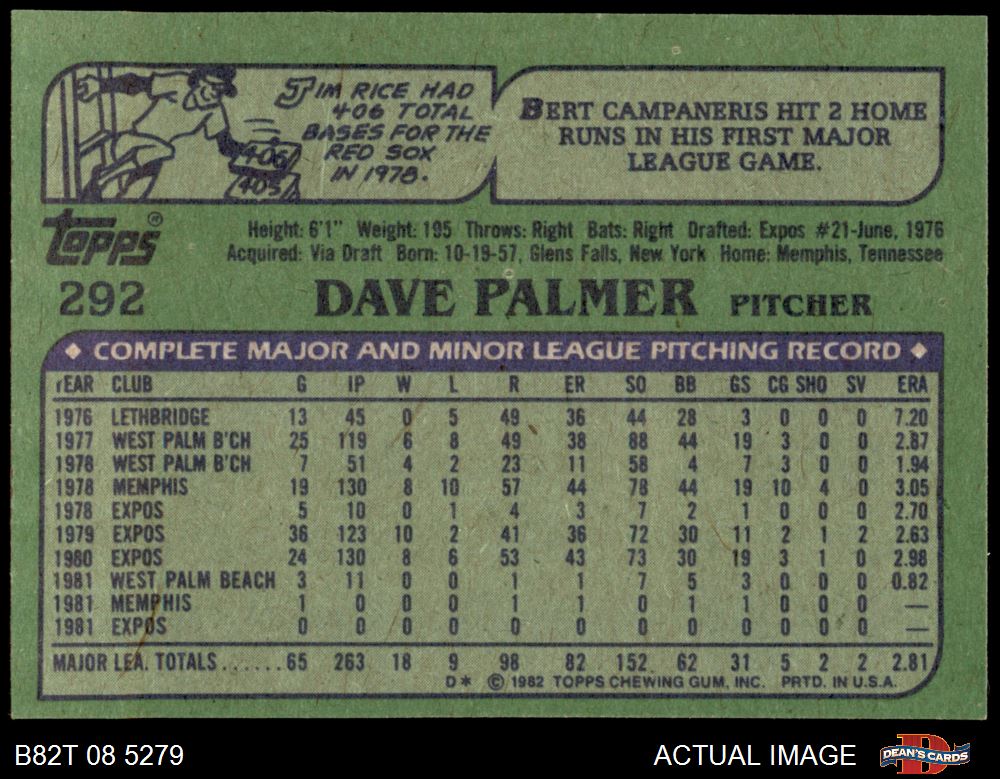 JIM RICE HAD
406 TOTAL
BASES FOR THE
RED SOX
IN 1978.
406
405
BERT CAMPANERIS HIT 2 HOME
RUNS IN HIS FIRST MAJOR
LEAGUE GAME.
Topps®
Height: 6'1" Weight: 195 Throws: Right Bats: Right Drafted: Expos #21-June, 1976
Acquired: Via Draft Born: 10-19-57, Glens Falls, New York Home: Memphis, Tennessee
292 DAVE PALMER PITCHER
◆ COMPLETE MAJOR AND MINOR LEAGUE PITCHING RECORD ◆
YEAR CLUB G IP W L R ER SO BB GS CG SHO SV ERA
1976 LETHBRIDGE 13 45 0 5 49 36 44 28 3 0 0 0 7.20
1977 WEST PALM B'CH 25 119 6 8 49 38 88 44 19 3 0 0 2.87
1978 WEST PALM B'CH 7 51 4 2 23 11 58 4 7 3 0 0 1.94
1978 MEMPHIS 19 130 8 10 57 44 78 44 19 10 4 0 3.05
1978 EXPOS 5 10 0 1 4 3 7 2 1 0 0 0 2.70
1979 EXPOS 36 123 10 2 41 36 72 30 11 2 1 2 2.63
1980 EXPOS 24 130 8 6 53 43 73 30 19 3 1 0 2.98
1981 WEST PALM BEACH 3 11 0 0 1 1 7 5 3 0 0 0 0.82
1981 MEMPHIS 1 0 0 0 1 1 0 1 1 0 0 0 —
1981 EXPOS 0 0 0 0 0 0 0 0 0 0 0 0 —
MAJOR LEA. TOTALS ...... 65 263 18 9 98 82 152 62 31 5 2 2 2.81
D* © 1982 TOPPS CHEWING GUM, INC. PRTD. IN U.S.A.
B82T 08 5279 ACTUAL IMAGE DEAN'S CARDS